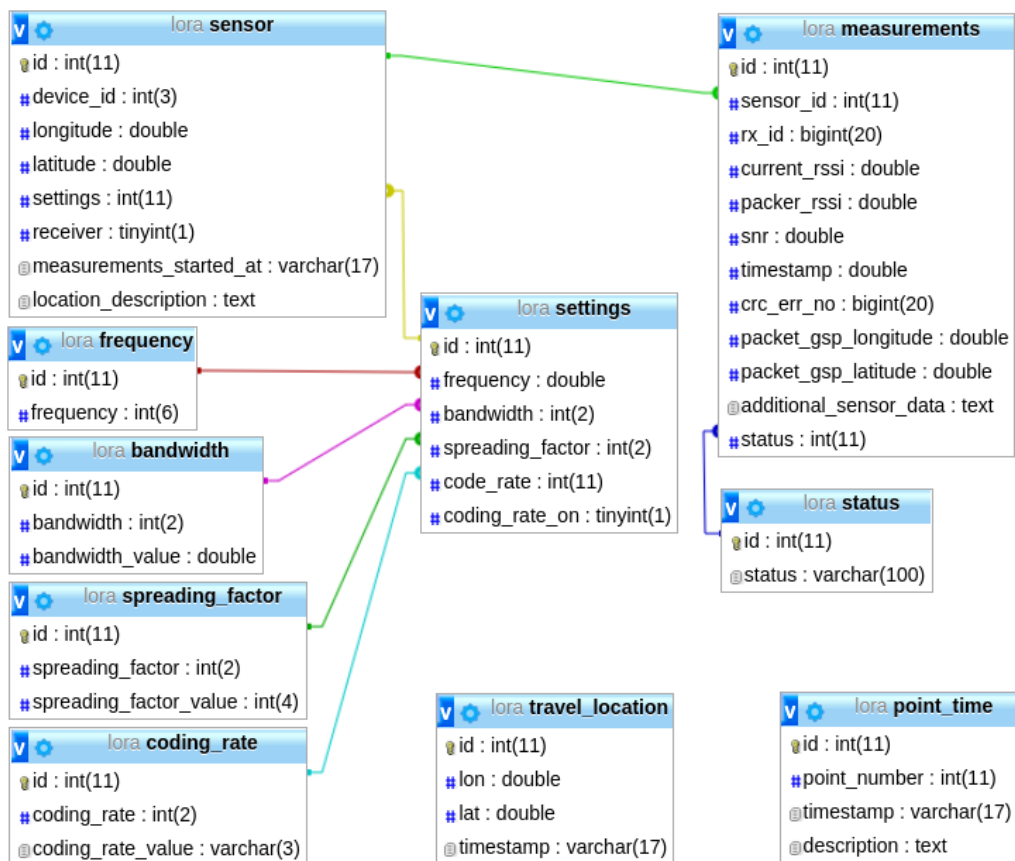 lora sensor
id : int(11)
device_id : int(3)
longitude : double
latitude : double
settings : int(11)
receiver : tinyint(1)
measurements_started_at : varchar(17)
location_description : text
lora measurements
id : int(11)
sensor_id : int(11)
rx_id : bigint(20)
current_rssi : double
packer_rssi : double
snr : double
timestamp : double
crc_err_no : bigint(20)
packet_gsp_longitude : double
packet_gsp_latitude : double
additional_sensor_data : text
status : int(11)
lora frequency
id : int(11)
frequency : int(6)
lora settings
id : int(11)
frequency : double
bandwidth : int(2)
spreading_factor : int(2)
code_rate : int(11)
coding_rate_on : tinyint(1)
lora bandwidth
id : int(11)
bandwidth : int(2)
bandwidth_value : double
lora status
id : int(11)
status : varchar(100)
lora spreading_factor
id : int(11)
spreading_factor : int(2)
spreading_factor_value : int(4)
lora coding_rate
id : int(11)
coding_rate : int(2)
coding_rate_value : varchar(3)
lora travel_location
id : int(11)
lon : double
lat : double
timestamp : varchar(17)
lora point_time
id : int(11)
point_number : int(11)
timestamp : varchar(17)
description : text